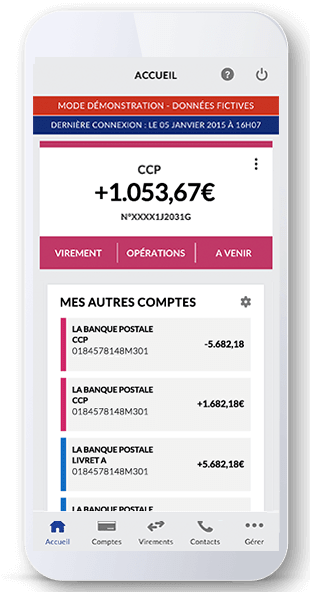 ACCUEIL
?
MODE DÉMONSTRATION - DONNÉES FICTIVES
DERNIÈRE CONNEXION : LE 05 JANVIER 2015 À 16H07
CCP
+1.053,67€
N°XXXX1J2031G
VIREMENT OPÉRATIONS A VENIR
MES AUTRES COMPTES
LA BANQUE POSTALE
CCP
0184578148M301
-5.682,18
LA BANQUE POSTALE
CCP
0184578148M301
+1.682,18€
LA BANQUE POSTALE
LIVRET A
0184578148M301
+5.682,18€
LA BANQUE POSTALE
Accueil Comptes Virements Contacts Gérer